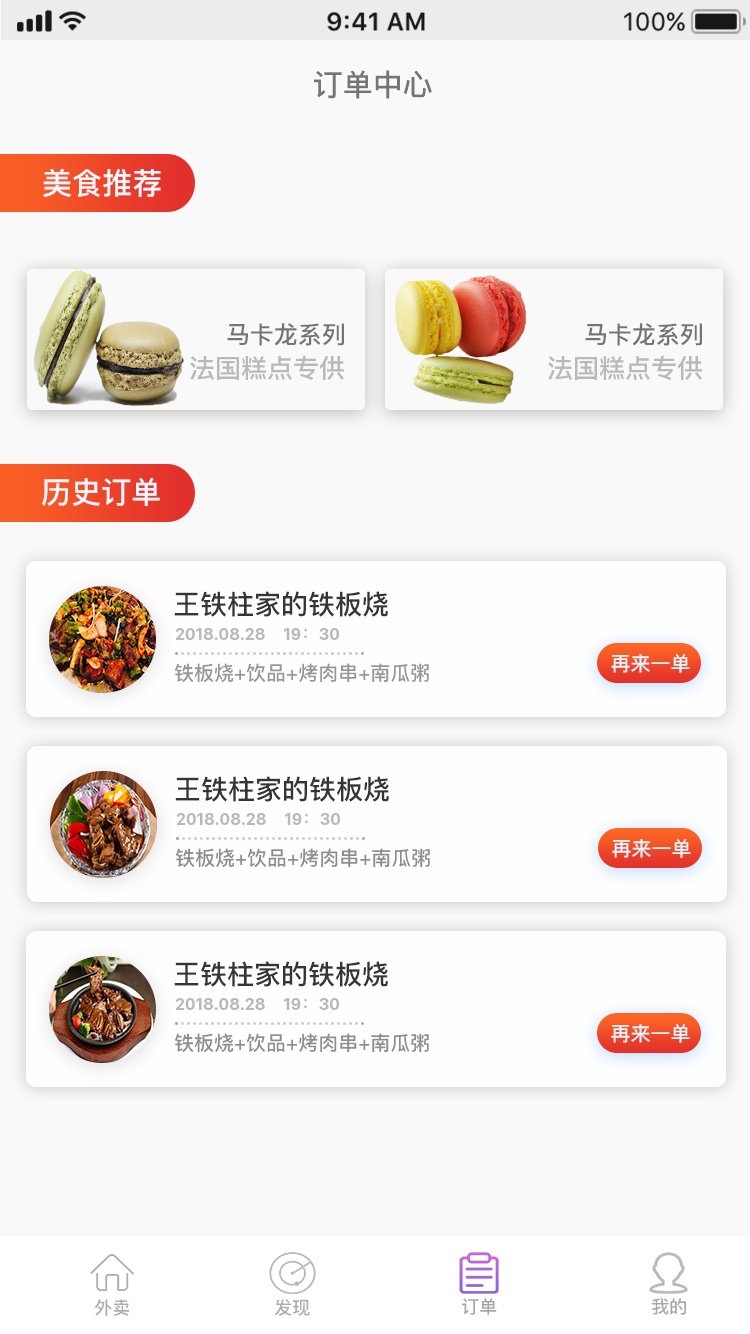 9:41 AM
100%
订单中心
美食推荐
马卡龙系列
法国糕点专供
马卡龙系列
法国糕点专供
历史订单
王铁柱家的铁板烧
2018.08.28 19：30
铁板烧+饮品+烤肉串+南瓜粥
再来一单
王铁柱家的铁板烧
2018.08.28 19：30
铁板烧+饮品+烤肉串+南瓜粥
再来一单
王铁柱家的铁板烧
2018.08.28 19：30
铁板烧+饮品+烤肉串+南瓜粥
再来一单
外卖
发现
订单
我的